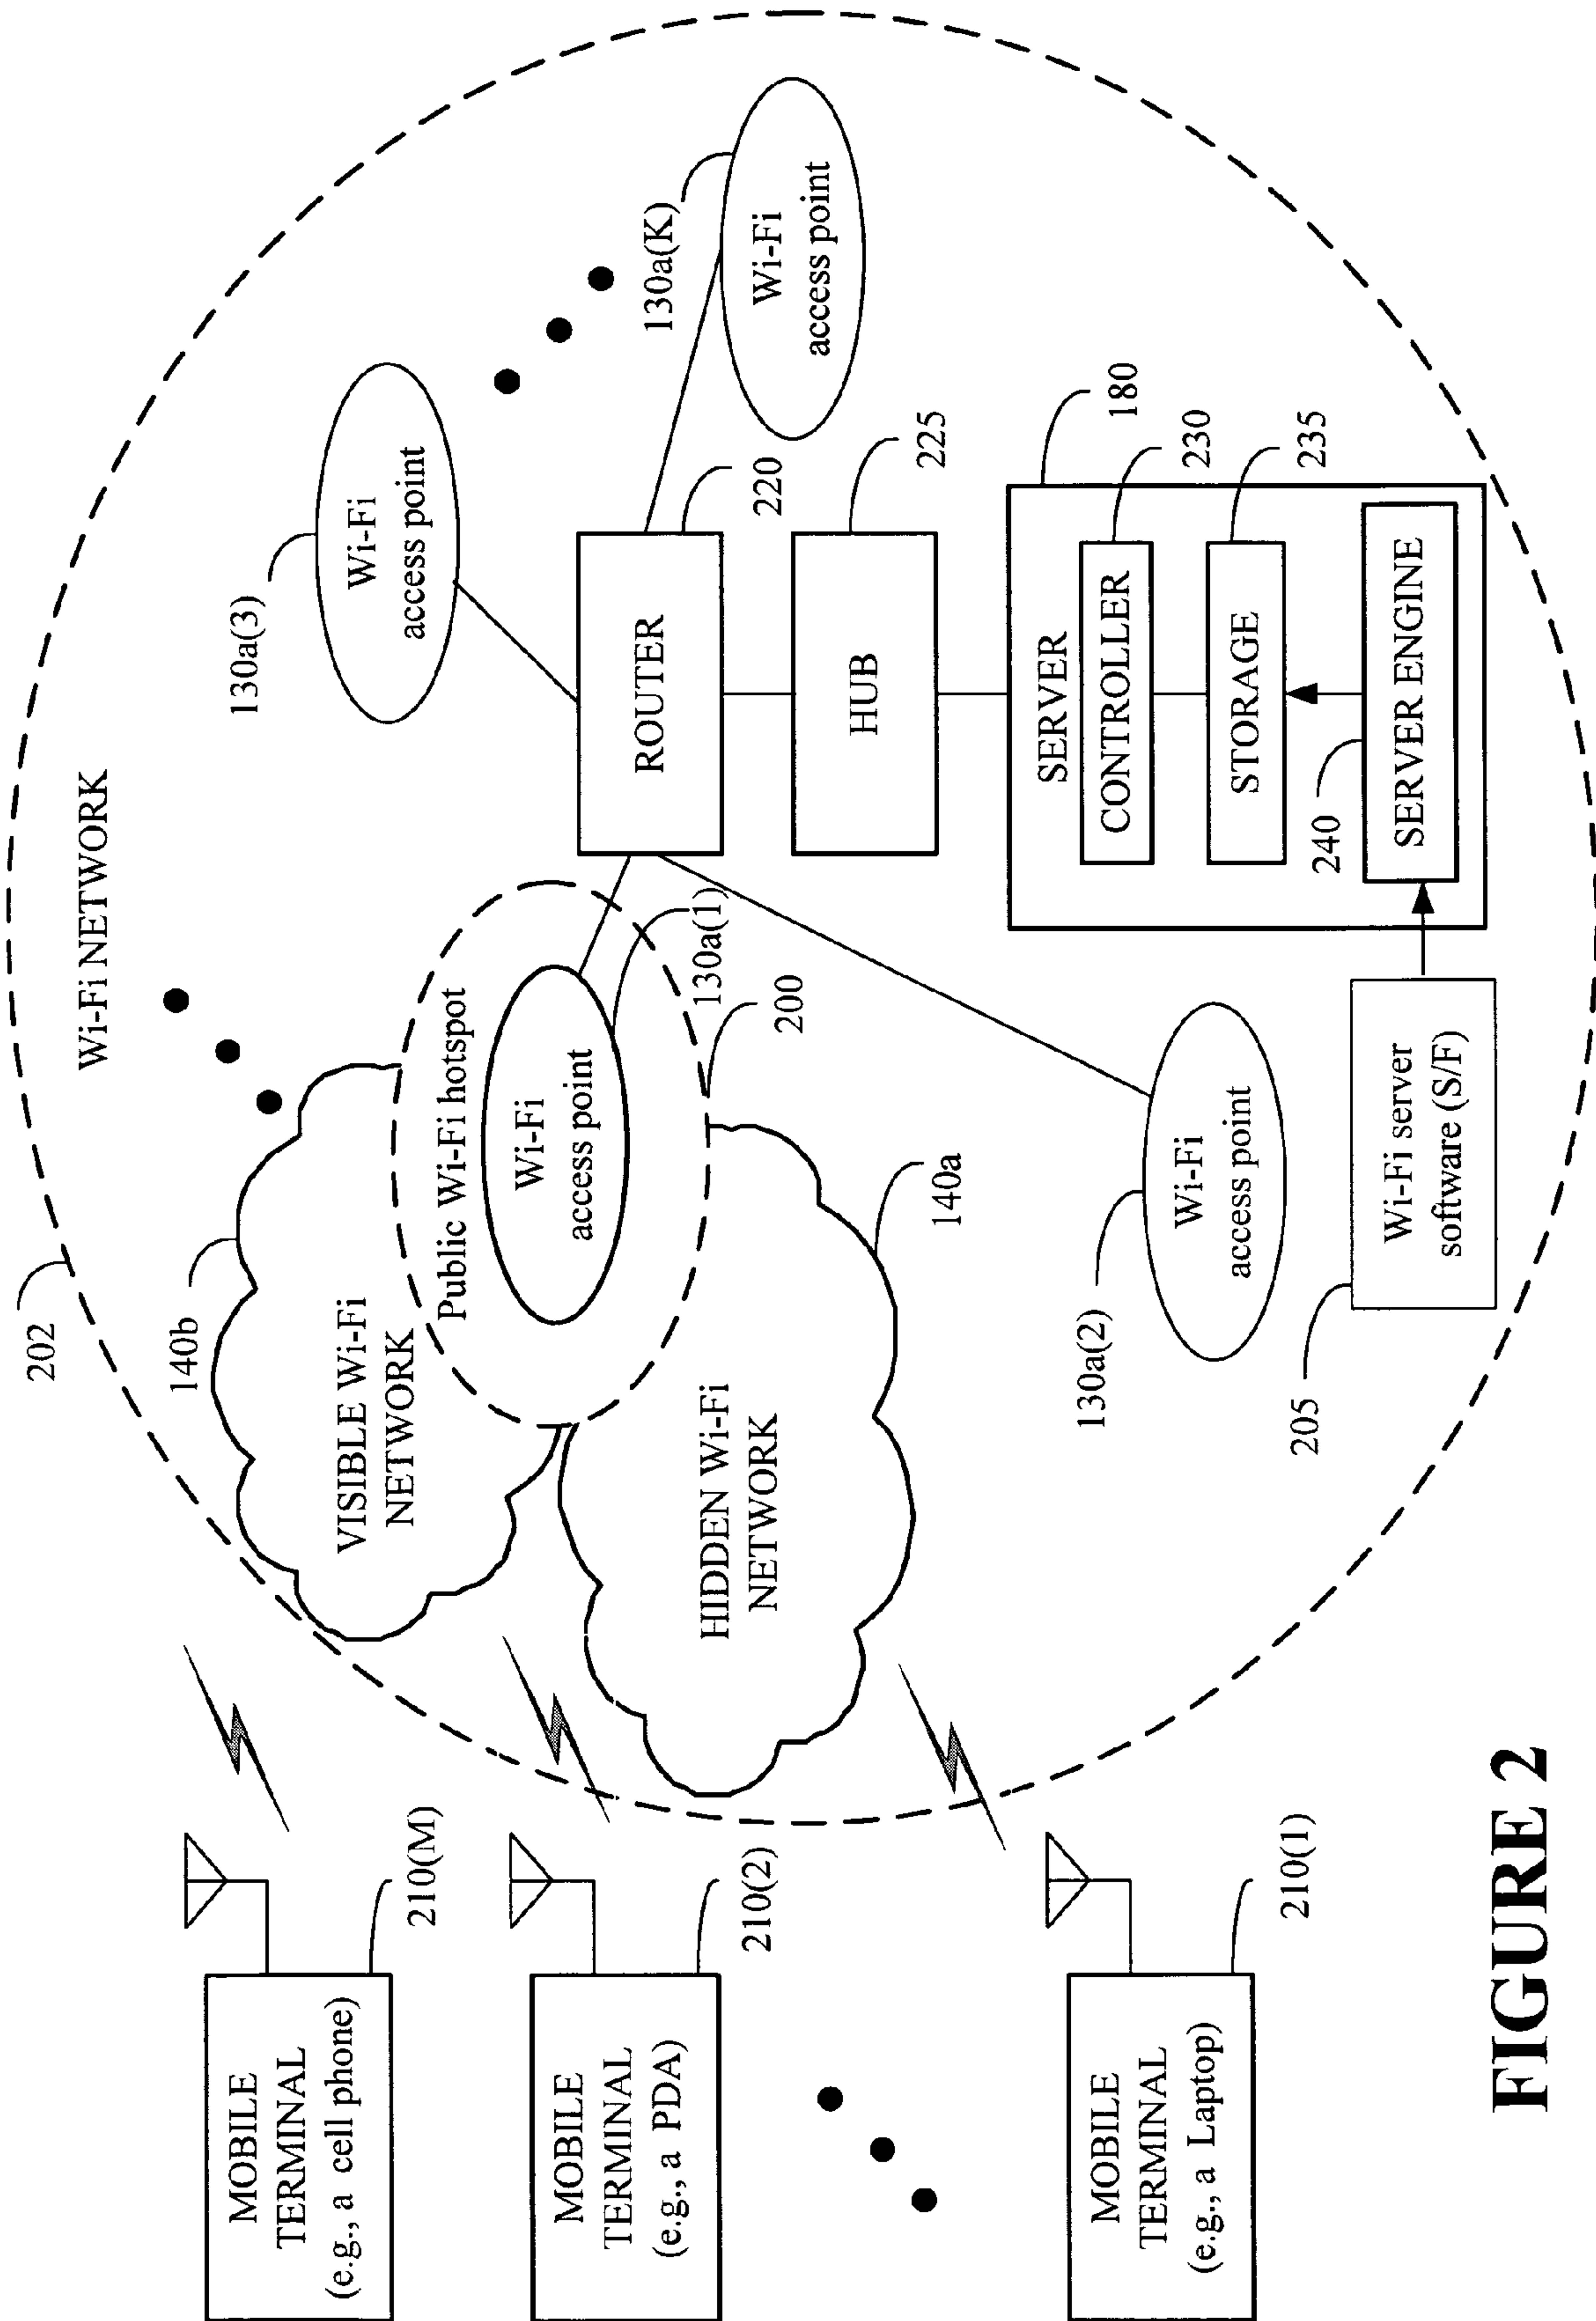 202
Wi-Fi NETWORK
140b
VISIBLE Wi-Fi
NETWORK
Public Wi-Fi hotspot
Wi-Fi
access point
130a(1)
200
HIDDEN Wi-Fi
NETWORK
140a
130a(3)
Wi-Fi
access point
130a(K)
Wi-Fi
access point
ROUTER
220
HUB
225
SERVER
180
CONTROLLER
230
STORAGE
235
240
SERVER ENGINE
130a(2)
Wi-Fi
access point
205
Wi-Fi server
software (S/F)
MOBILE
TERMINAL
(e.g., a cell phone)
210(M)
MOBILE
TERMINAL
(e.g., a PDA)
210(2)
MOBILE
TERMINAL
(e.g., a Laptop)
210(1)
FIGURE 2